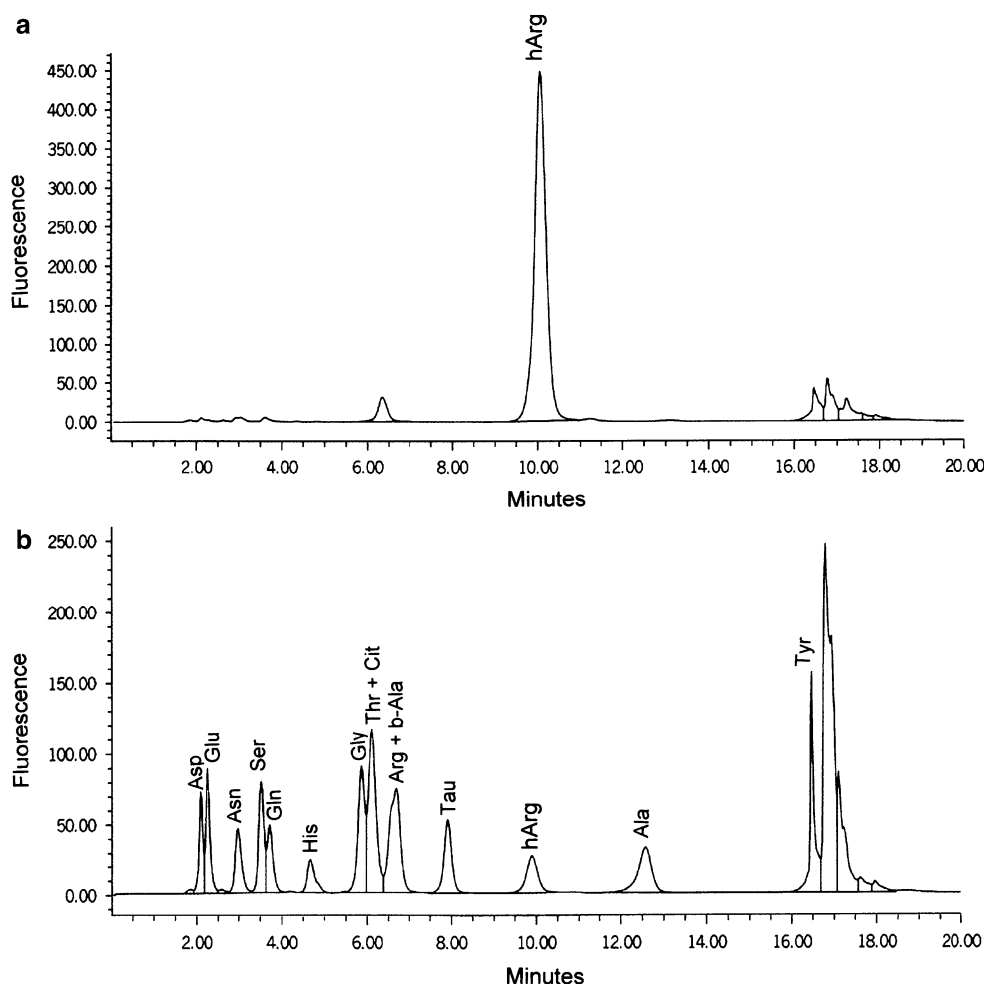 a
hArg
Fluorescence
450.00
400.00
350.00
300.00
250.00
200.00
150.00
100.00
50.00
0.00
2.00 4.00 6.00 8.00 10.00 12.00 14.00 16.00 18.00 20.00
Minutes
b
Fluorescence
250.00
200.00
150.00
100.00
50.00
0.00
Asp
Glu
Asn
Ser
Gln
His
Gly
Thr + Cit
Arg + b-Ala
Tau
hArg
Ala
Tyr
2.00 4.00 6.00 8.00 10.00 12.00 14.00 16.00 18.00 20.00
Minutes